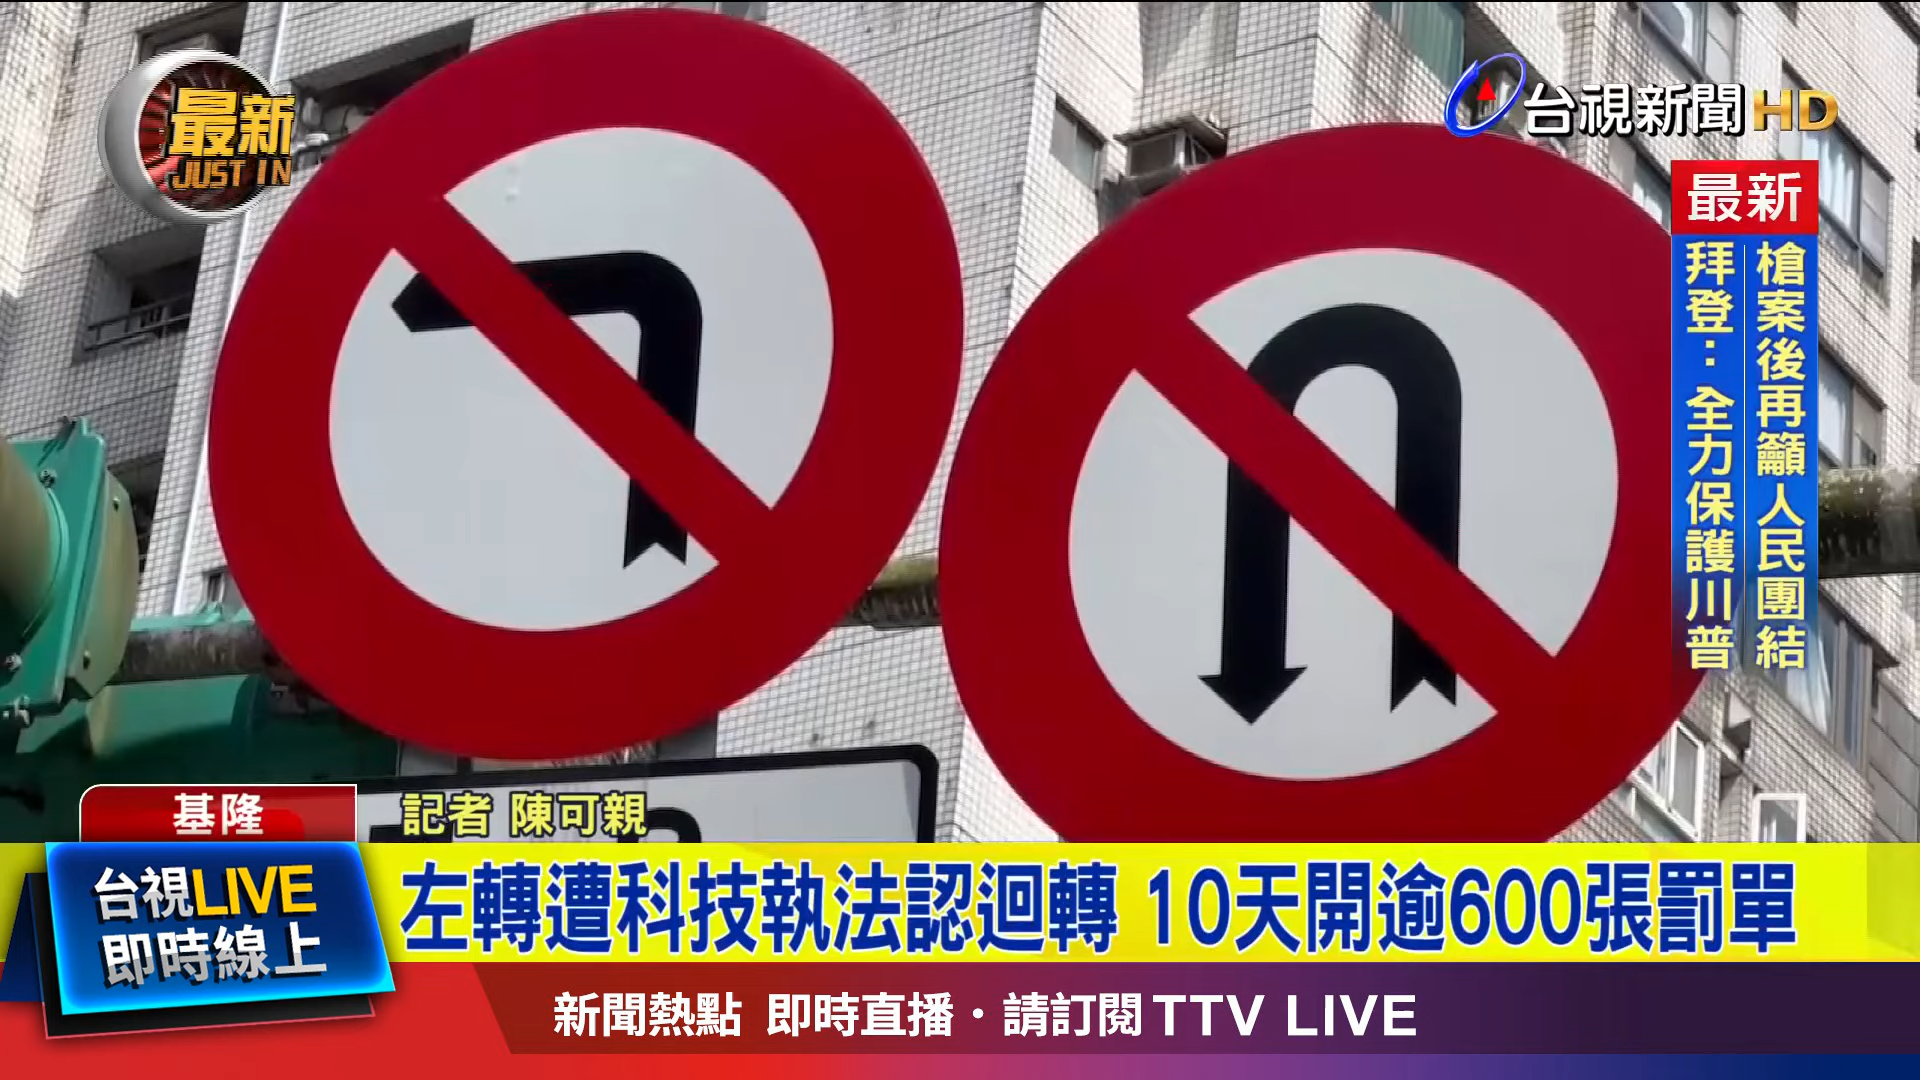 最新
JUST IN
台視新聞HD
最新
槍案後再籲人民團結
拜登：全力保護川普
基隆
記者 陳可親
台視LIVE
即時線上
左轉遭科技執法認迴轉 10天開逾600張罰單
新聞熱點 即時直播・請訂閱TTV LIVE